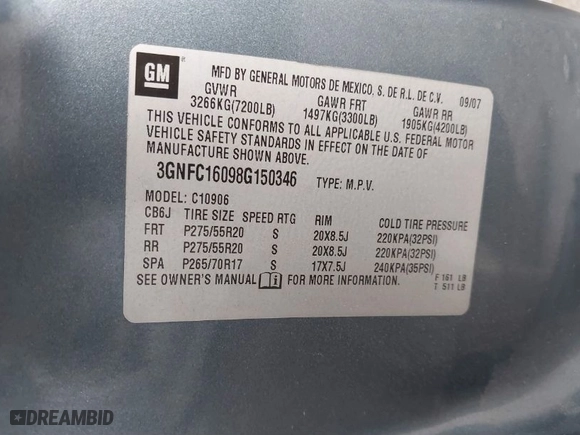 GM
MFD BY GENERAL MOTORS DE MEXICO, S. DE R.L. DE C.V. 09/07
GVWR GAWR FRT GAWR RR
3266KG(7200LB) 1497KG(3300LB) 1905KG(4200LB)
THIS VEHICLE CONFORMS TO ALL APPLICABLE U.S. FEDERAL MOTOR
VEHICLE SAFETY STANDARDS IN EFFECT ON THE DATE OF
MANUFACTURE SHOWN ABOVE.
3GNFC16098G150346 TYPE: M.P.V.
MODEL: C10906
CB6J TIRE SIZE SPEED RTG RIM COLD TIRE PRESSURE
FRT P275/55R20 S 20X8.5J 220KPA(32PSI)
RR P275/55R20 S 20X8.5J 220KPA(32PSI)
SPA P265/70R17 S 17X7.5J 240KPA(35PSI)
SEE OWNER'S MANUAL i FOR MORE INFORMATION.
F 161 LB
T 511 LB
DREAMBID